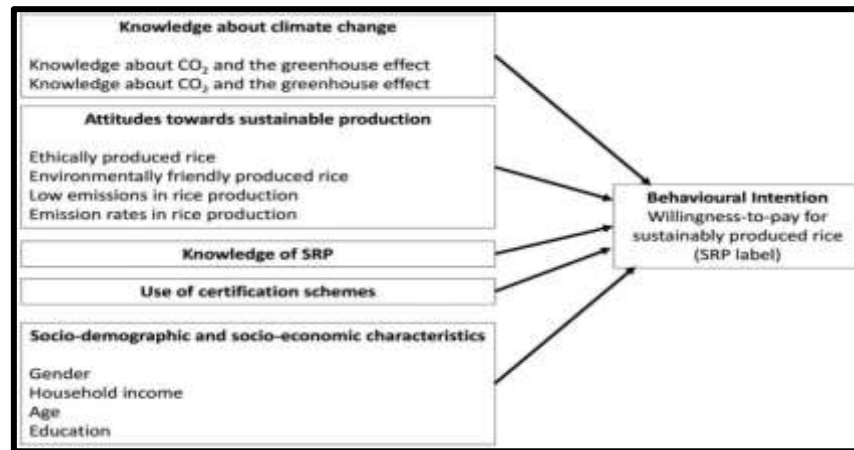 Knowledge about climate change
Knowledge about CO₂ and the greenhouse effect
Knowledge about CO₂ and the greenhouse effect
Attitudes towards sustainable production
Ethically produced rice
Environmentally friendly produced rice
Low emissions in rice production
Emission rates in rice production
Knowledge of SRP
Use of certification schemes
Socio-demographic and socio-economic characteristics
Gender
Household income
Age
Education
Behavioural Intention
Willingness-to-pay for
sustainably produced rice
(SRP label)